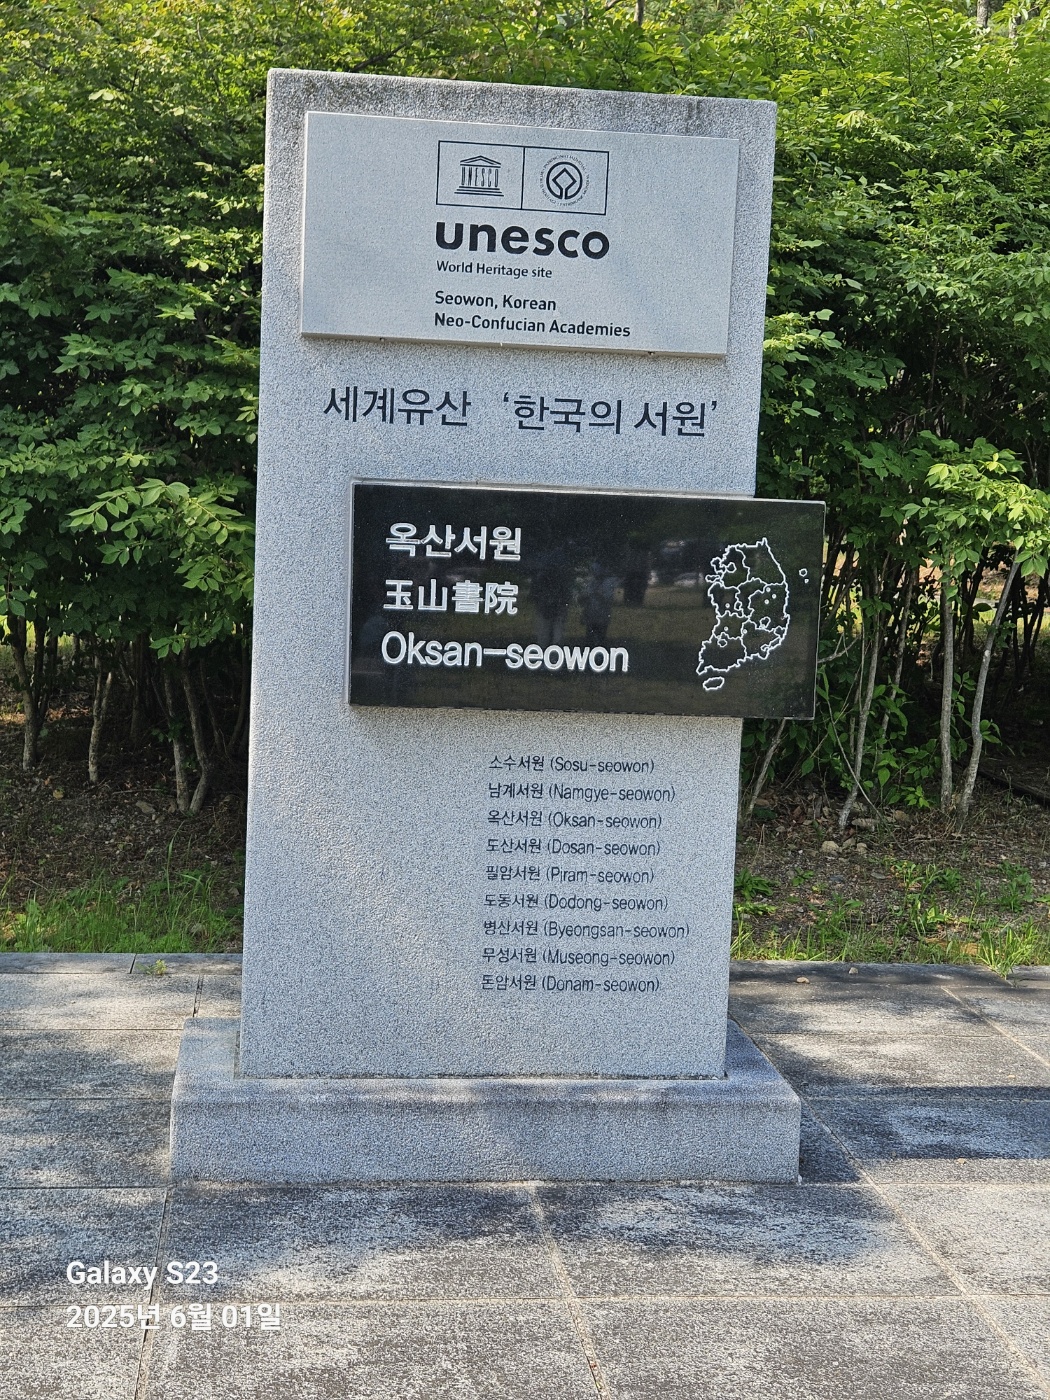 UNESCO
unesco
World Heritage site
Seowon, Korean
Neo-Confucian Academies
세계유산 ‘한국의 서원’
옥산서원
玉山書院
Oksan-seowon
소수서원 (Sosu-seowon)
남계서원 (Namgye-seowon)
옥산서원 (Oksan-seowon)
도산서원 (Dosan-seowon)
필암서원 (Piram-seowon)
도동서원 (Dodong-seowon)
병산서원 (Byeongsan-seowon)
무성서원 (Museong-seowon)
돈암서원 (Donam-seowon)
Galaxy S23
2025년 6월 01일